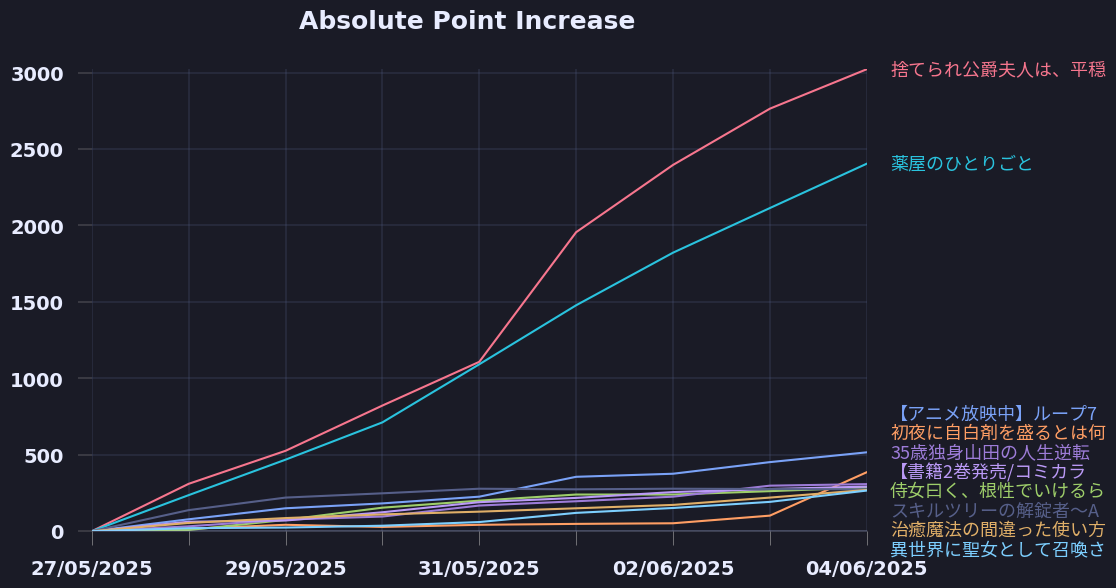 Absolute Point Increase
3000
2500
2000
1500
1000
500
0
27/05/2025
29/05/2025
31/05/2025
02/06/2025
04/06/2025
捨てられ公爵夫人は、平穏
薬屋のひとりごと
【アニメ放映中】ループ7
初夜に自白剤を盛るとは何
35歳独身山田の人生逆転
【書籍2巻発売/コミカラ
侍女曰く、根性でいけるら
スキルツリーの解錠者～A
治癒魔法の間違った使い方
異世界に聖女として召喚さ